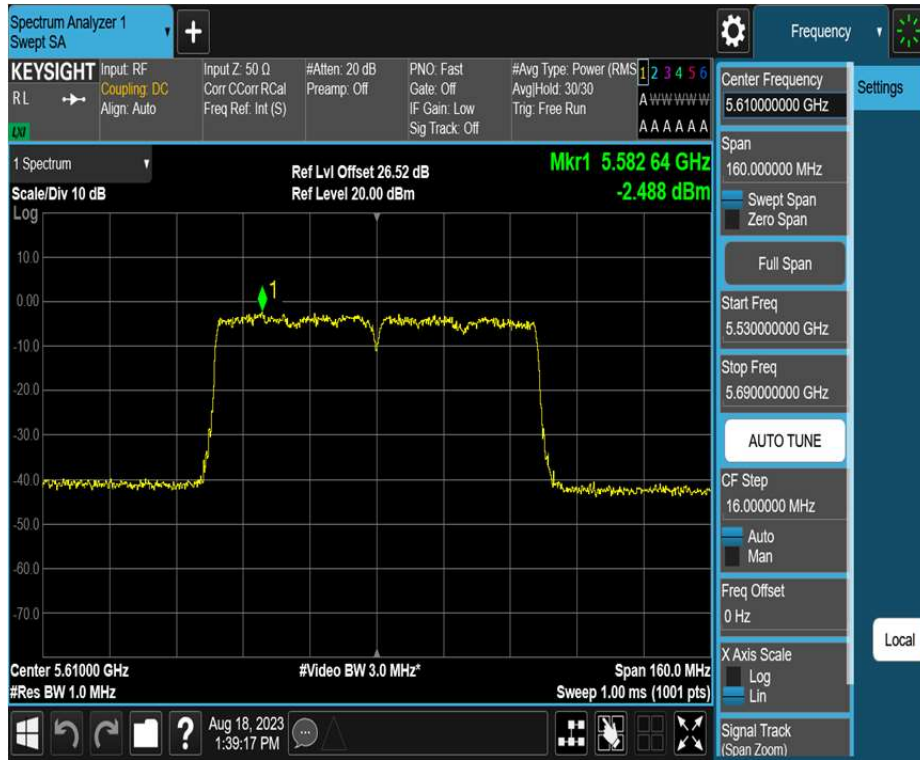 Spectrum Analyzer 1
Swept SA
Frequency
KEYSIGHT
R L
LXI
Input: RF
Coupling: DC
Align: Auto
Input Z: 50 Ω
Corr CCorr RCal
Freq Ref: Int (S)
#Atten: 20 dB
Preamp: Off
PNO: Fast
Gate: Off
IF Gain: Low
Sig Track: Off
#Avg Type: Power (RMS
Avg|Hold: 30/30
Trig: Free Run
1 2 3 4 5 6
A W W W W W
A A A A A A
1 Spectrum
Scale/Div 10 dB
Log
Ref Lvl Offset 26.52 dB
Ref Level 20.00 dBm
Mkr1 5.582 64 GHz
-2.488 dBm
10.0
0.00
-10.0
-20.0
-30.0
-40.0
-50.0
-60.0
-70.0
1
Center 5.61000 GHz
#Res BW 1.0 MHz
#Video BW 3.0 MHz*
Span 160.0 MHz
Sweep 1.00 ms (1001 pts)
?
Aug 18, 2023
1:39:17 PM
Center Frequency
5.610000000 GHz
Span
160.000000 MHz
Swept Span
Zero Span
Full Span
Start Freq
5.530000000 GHz
Stop Freq
5.690000000 GHz
AUTO TUNE
CF Step
16.000000 MHz
Auto
Man
Freq Offset
0 Hz
X Axis Scale
Log
Lin
Signal Track
(Span Zoom)
Settings
Local